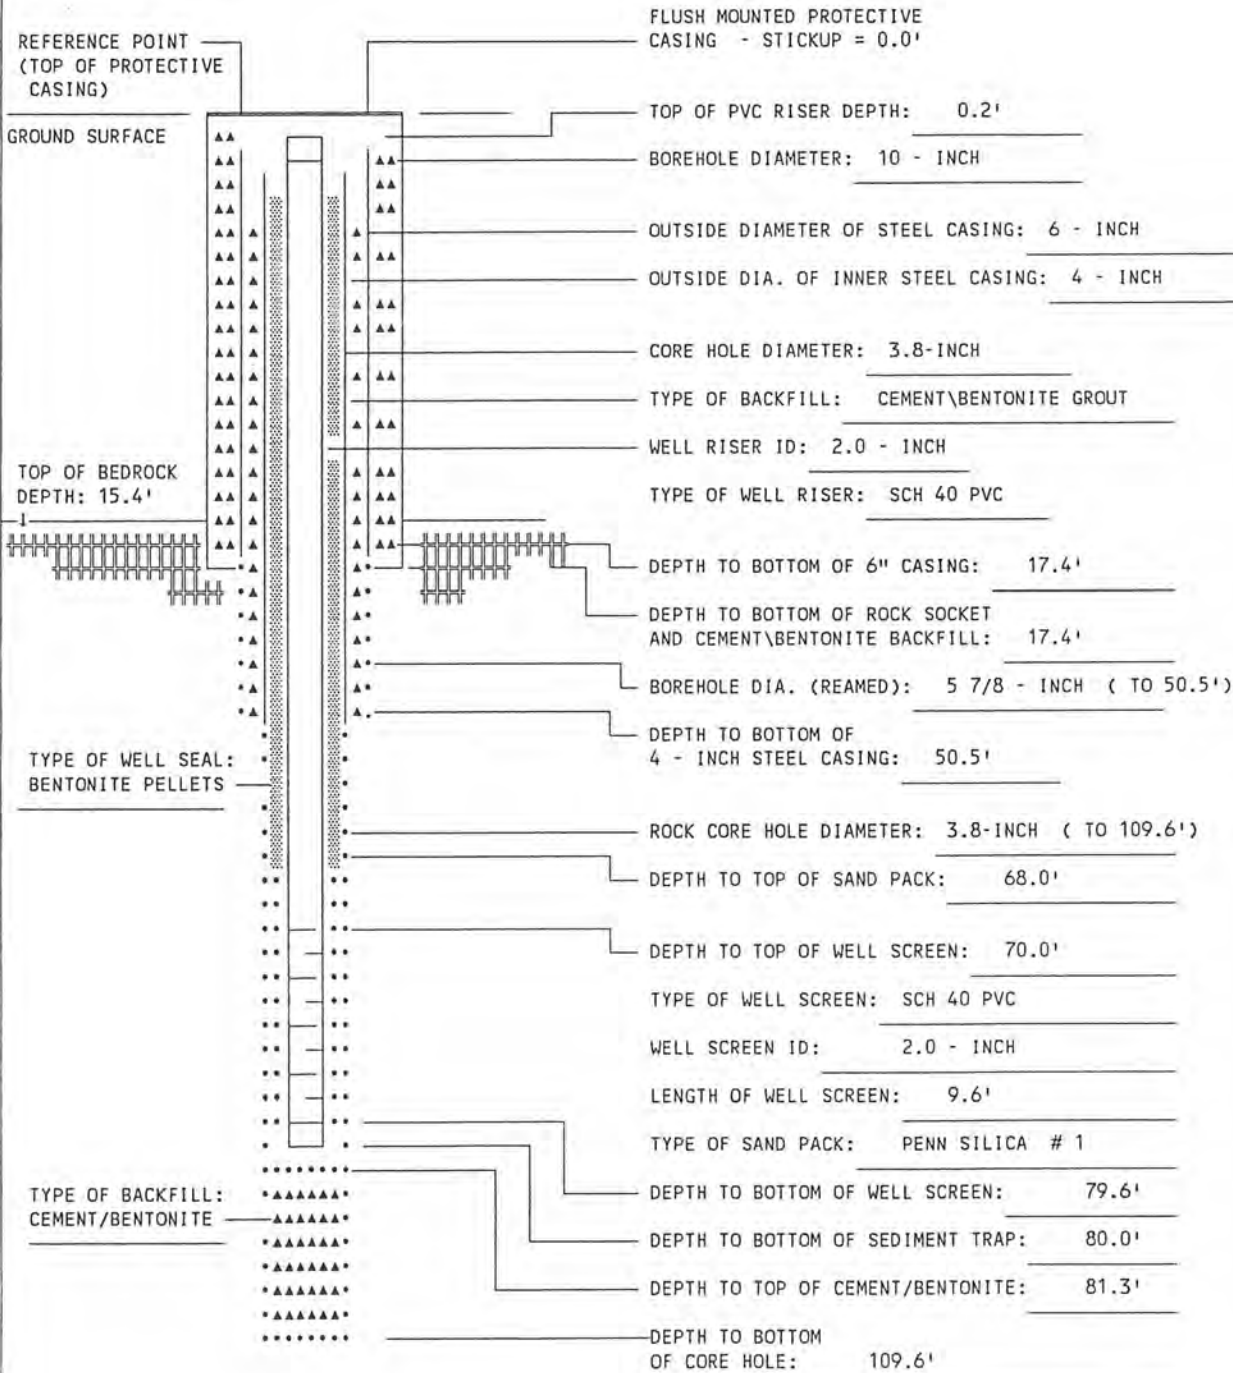 FLUSH MOUNTED PROTECTIVE
CASING - STICKUP = 0.0'
REFERENCE POINT
(TOP OF PROTECTIVE
CASING)
GROUND SURFACE
TOP OF PVC RISER DEPTH: 0.2'
BOREHOLE DIAMETER: 10 - INCH
OUTSIDE DIAMETER OF STEEL CASING: 6 - INCH
OUTSIDE DIA. OF INNER STEEL CASING: 4 - INCH
CORE HOLE DIAMETER: 3.8-INCH
TYPE OF BACKFILL: CEMENT\BENTONITE GROUT
WELL RISER ID: 2.0 - INCH
TYPE OF WELL RISER: SCH 40 PVC
TOP OF BEDROCK
DEPTH: 15.4'
DEPTH TO BOTTOM OF 6" CASING: 17.4'
DEPTH TO BOTTOM OF ROCK SOCKET
AND CEMENT\BENTONITE BACKFILL: 17.4'
BOREHOLE DIA. (REAMED): 5 7/8 - INCH ( TO 50.5')
DEPTH TO BOTTOM OF
4 - INCH STEEL CASING: 50.5'
TYPE OF WELL SEAL:
BENTONITE PELLETS
ROCK CORE HOLE DIAMETER: 3.8-INCH ( TO 109.6')
DEPTH TO TOP OF SAND PACK: 68.0'
DEPTH TO TOP OF WELL SCREEN: 70.0'
TYPE OF WELL SCREEN: SCH 40 PVC
WELL SCREEN ID: 2.0 - INCH
LENGTH OF WELL SCREEN: 9.6'
TYPE OF SAND PACK: PENN SILICA # 1
DEPTH TO BOTTOM OF WELL SCREEN: 79.6'
DEPTH TO BOTTOM OF SEDIMENT TRAP: 80.0'
DEPTH TO TOP OF CEMENT/BENTONITE: 81.3'
TYPE OF BACKFILL:
CEMENT/BENTONITE
DEPTH TO BOTTOM
OF CORE HOLE: 109.6'